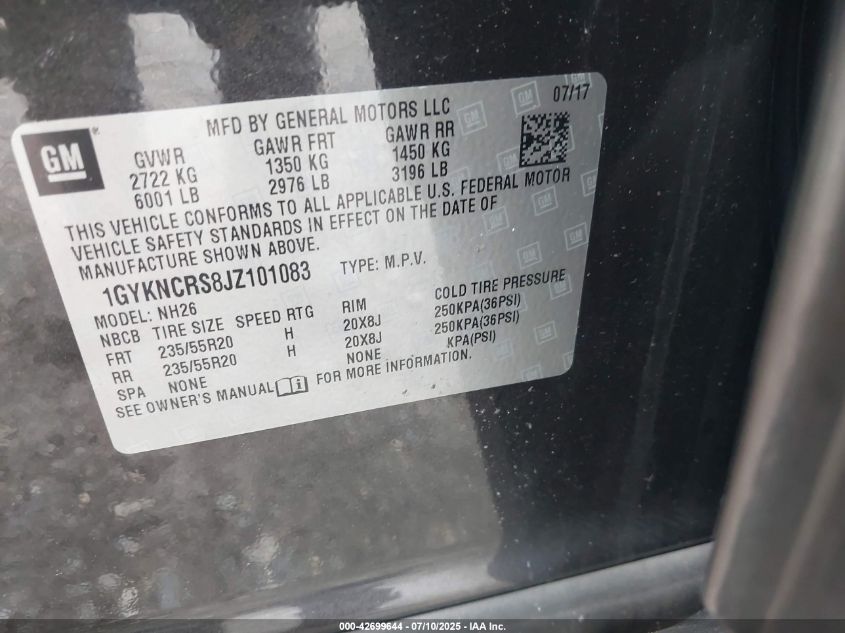 07/17
GM
MFD BY GENERAL MOTORS LLC
GVWR GAWR FRT GAWR RR
2722 KG 1350 KG 1450 KG
6001 LB 2976 LB 3196 LB
THIS VEHICLE CONFORMS TO ALL APPLICABLE U.S. FEDERAL MOTOR
VEHICLE SAFETY STANDARDS IN EFFECT ON THE DATE OF
MANUFACTURE SHOWN ABOVE.
1GYKNCRS8JZ101083 TYPE: M.P.V.
MODEL: NH26
NBCB TIRE SIZE SPEED RTG RIM COLD TIRE PRESSURE
FRT 235/55R20 H 20X8J 250KPA(36PSI)
RR 235/55R20 H 20X8J 250KPA(36PSI)
SPA NONE NONE KPA(PSI)
SEE OWNER'S MANUAL FOR MORE INFORMATION.
000-42699644 - 07/10/2025 - IAA Inc.